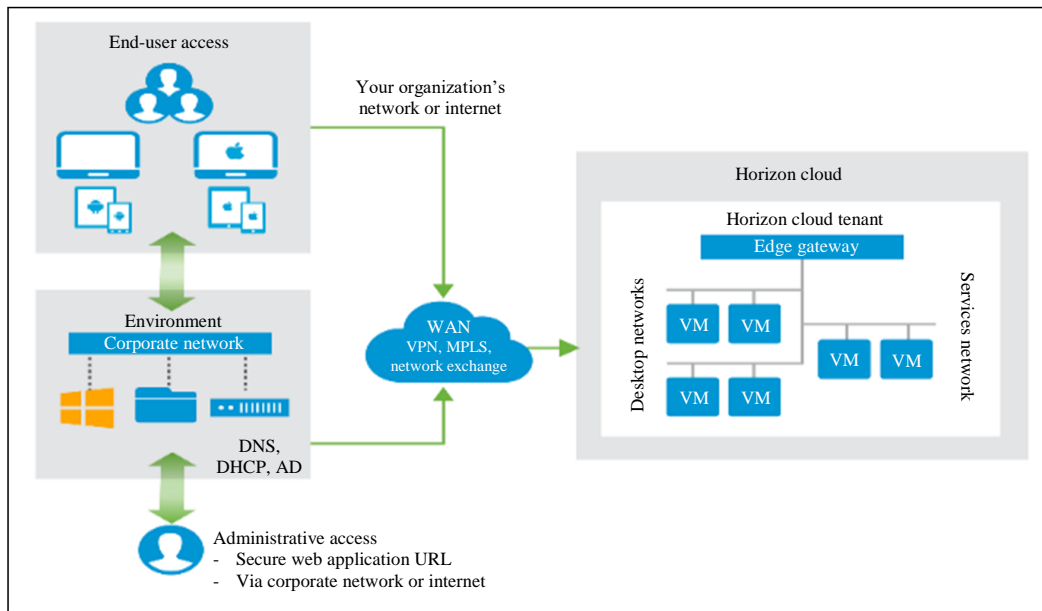 End-user access
Your organization's
network or internet
Environment
Corporate network
DNS,
DHCP, AD
Administrative access
- Secure web application URL
- Via corporate network or internet
WAN
VPN, MPLS,
network exchange
Horizon cloud
Horizon cloud tenant
Edge gateway
Desktop networks
VM VM
VM VM
VM VM
Services network